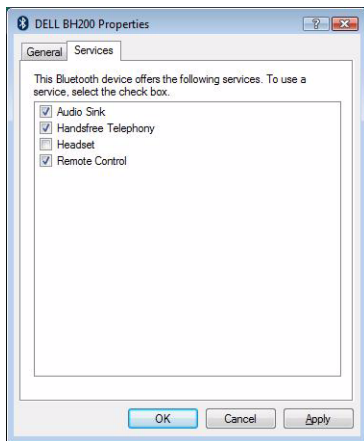 DELL BH200 Properties
General
Services
This Bluetooth device offers the following services. To use a
service, select the check box.
Audio Sink
Handsfree Telephony
Headset
Remote Control
OK
Cancel
Apply